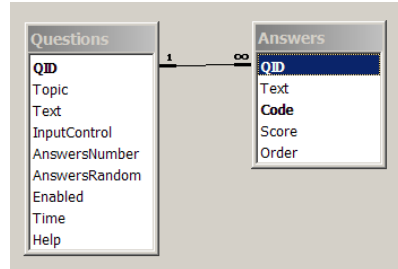 Questions
QID
Topic
Text
InputControl
AnswersNumber
AnswersRandom
Enabled
Time
Help
1
∞
Answers
QID
Text
Code
Score
Order